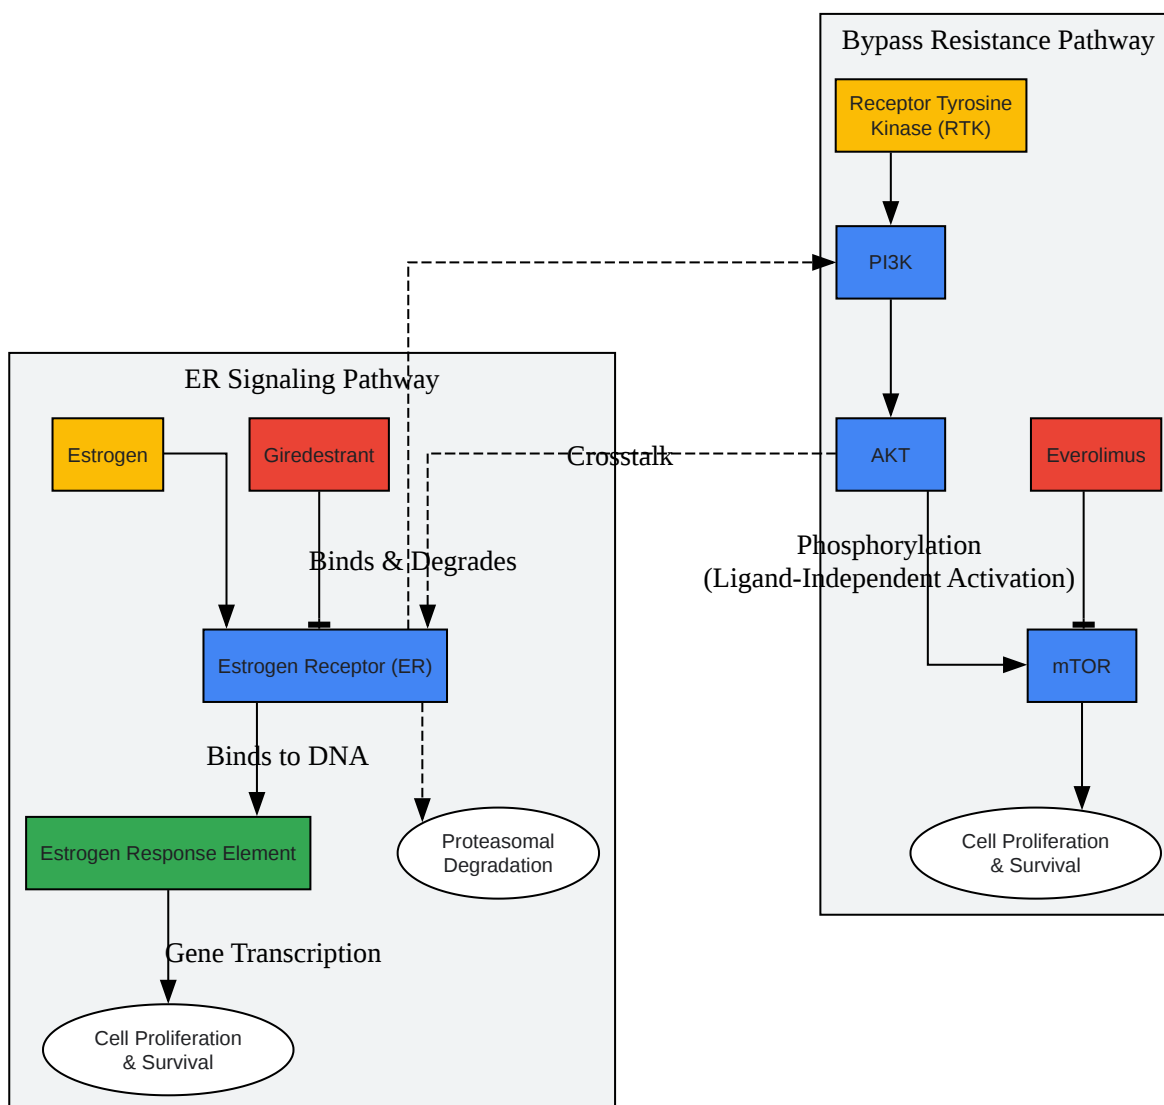 Bypass Resistance Pathway
Receptor Tyrosine
Kinase (RTK)
PI3K
ER Signaling Pathway
Estrogen
Giredestrant
Crosstalk
AKT
Everolimus
Binds & Degrades
Phosphorylation
(Ligand-Independent Activation)
Estrogen Receptor (ER)
mTOR
Binds to DNA
Estrogen Response Element
Proteasomal
Degradation
Cell Proliferation
& Survival
Gene Transcription
Cell Proliferation
& Survival